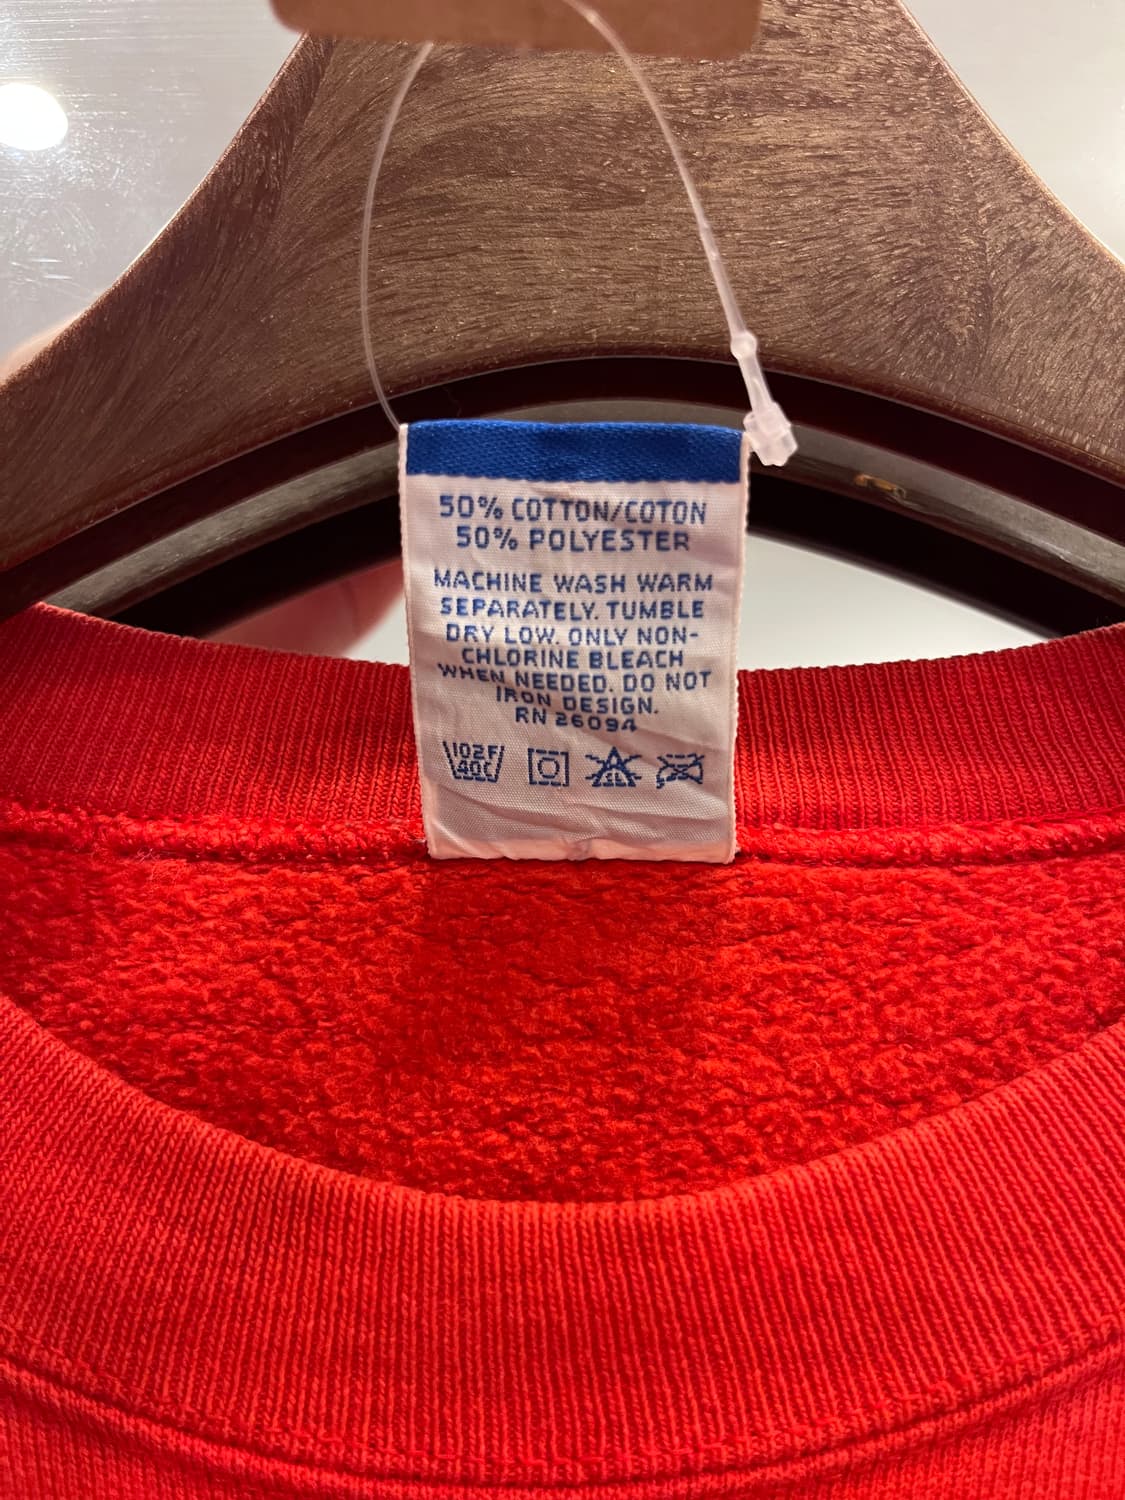 50% COTTON/COTON
50% POLYESTER
MACHINE WASH WARM
SEPARATELY. TUMBLE
DRY LOW. ONLY NON-
CHLORINE BLEACH
WHEN NEEDED. DO NOT
IRON DESIGN.
RN 26094
102F
40C
CL